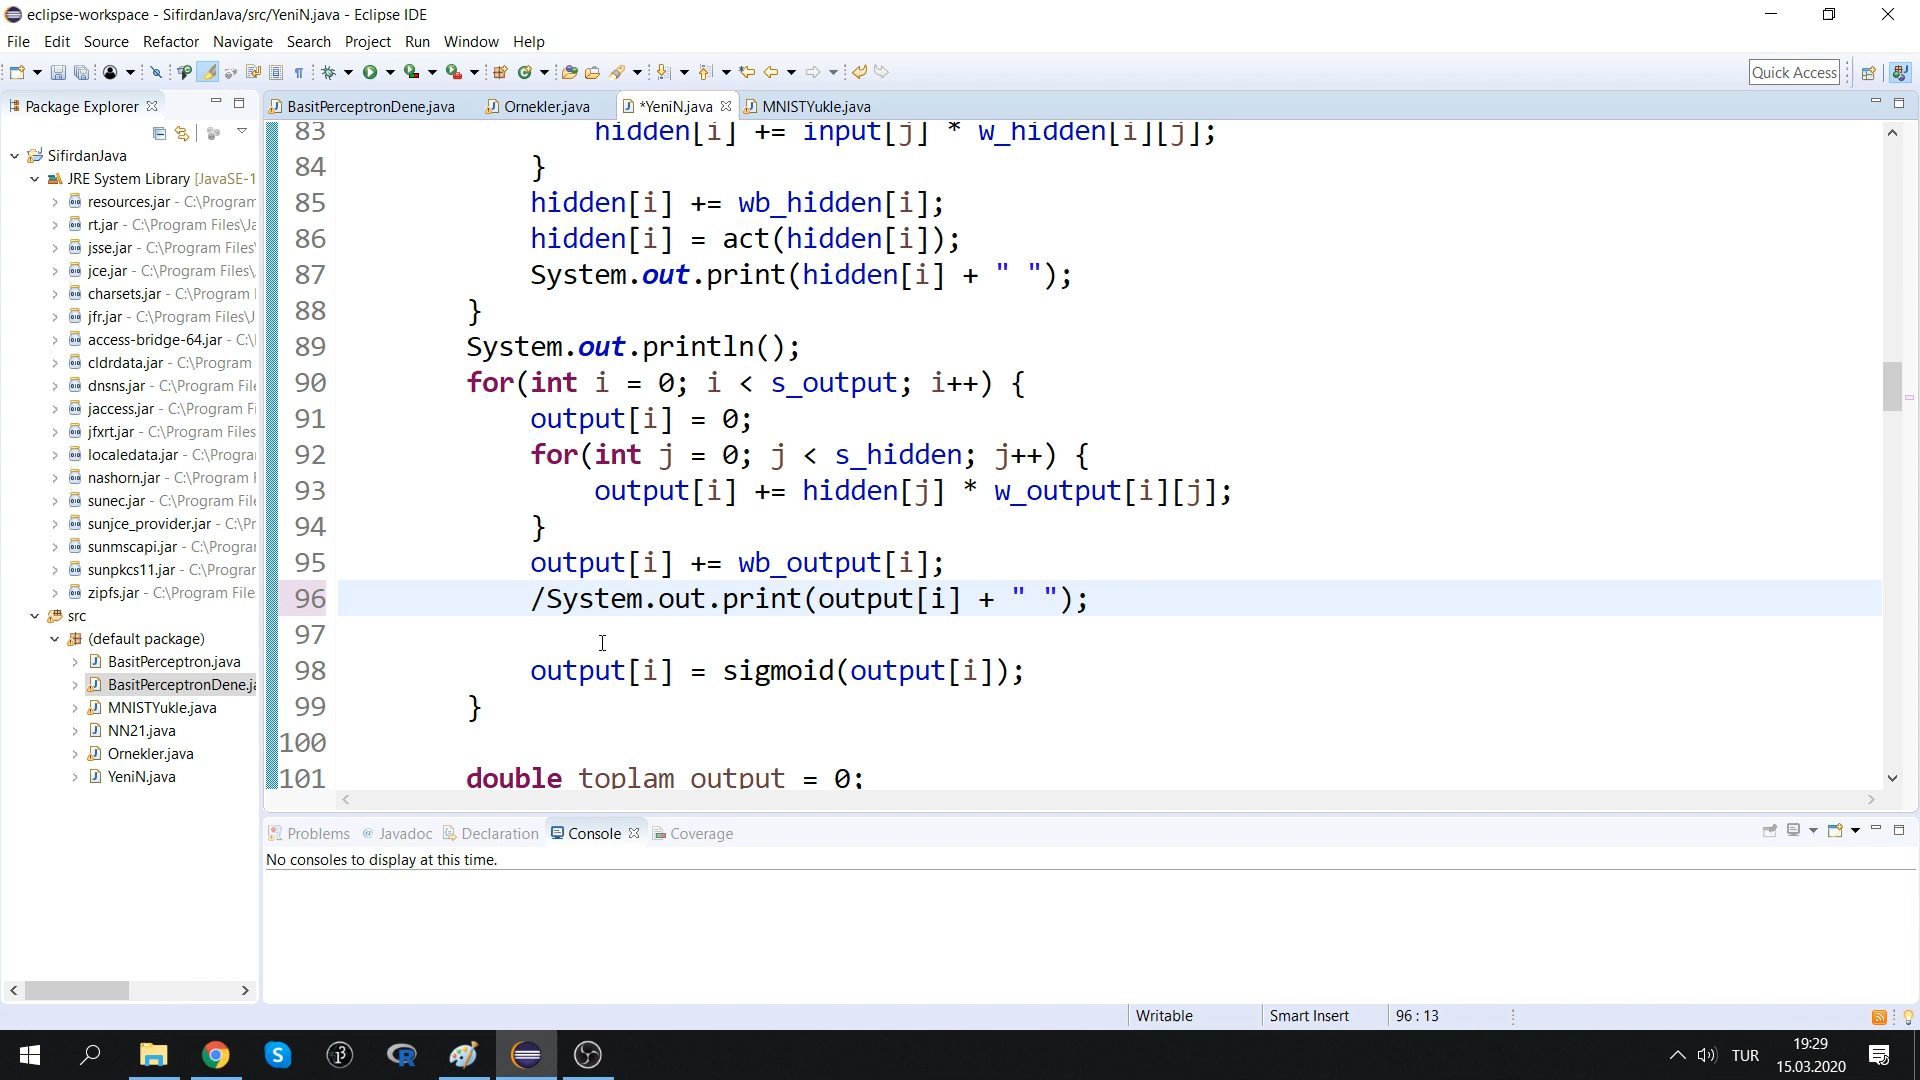 eclipse-workspace - SifirdanJava/src/YeniN.java - Eclipse IDE
File Edit Source Refactor Navigate Search Project Run Window Help
Quick Access
Package Explorer
BasitPerceptronDene.java
Ornekler.java
*YeniN.java
MNISTYukle.java
SifirdanJava
JRE System Library [JavaSE-1
resources.jar - C:\Program
rt.jar - C:\Program Files\Ja
jsse.jar - C:\Program Files\
jce.jar - C:\Program Files\
charsets.jar - C:\Program
jfr.jar - C:\Program Files\J
access-bridge-64.jar - C:\
cldrdata.jar - C:\Program
dnsns.jar - C:\Program File
jaccess.jar - C:\Program F
jfxrt.jar - C:\Program Files
localedata.jar - C:\Progra
nashorn.jar - C:\Program
sunec.jar - C:\Program File
sunjce_provider.jar - C:\Pr
sunmscapi.jar - C:\Progra
sunpkcs11.jar - C:\Progra
zipfs.jar - C:\Program File
src
(default package)
BasitPerceptron.java
BasitPerceptronDene.ja
MNISTYukle.java
NN21.java
Ornekler.java
YeniN.java
83 hidden[i] += input[j] * w_hidden[i][j];
84 }
85 hidden[i] += wb_hidden[i];
86 hidden[i] = act(hidden[i]);
87 System.out.print(hidden[i] + " ");
88 }
89 System.out.println();
90 for(int i = 0; i < s_output; i++) {
91 output[i] = 0;
92 for(int j = 0; j < s_hidden; j++) {
93 output[i] += hidden[j] * w_output[i][j];
94 }
95 output[i] += wb_output[i];
96 /System.out.print(output[i] + " ");
97
98 output[i] = sigmoid(output[i]);
99 }
100
101 double toplam_output = 0;
Problems @ Javadoc Declaration Console Coverage
No consoles to display at this time.
Writable Smart Insert 96 : 13
TUR
19:29
15.03.2020